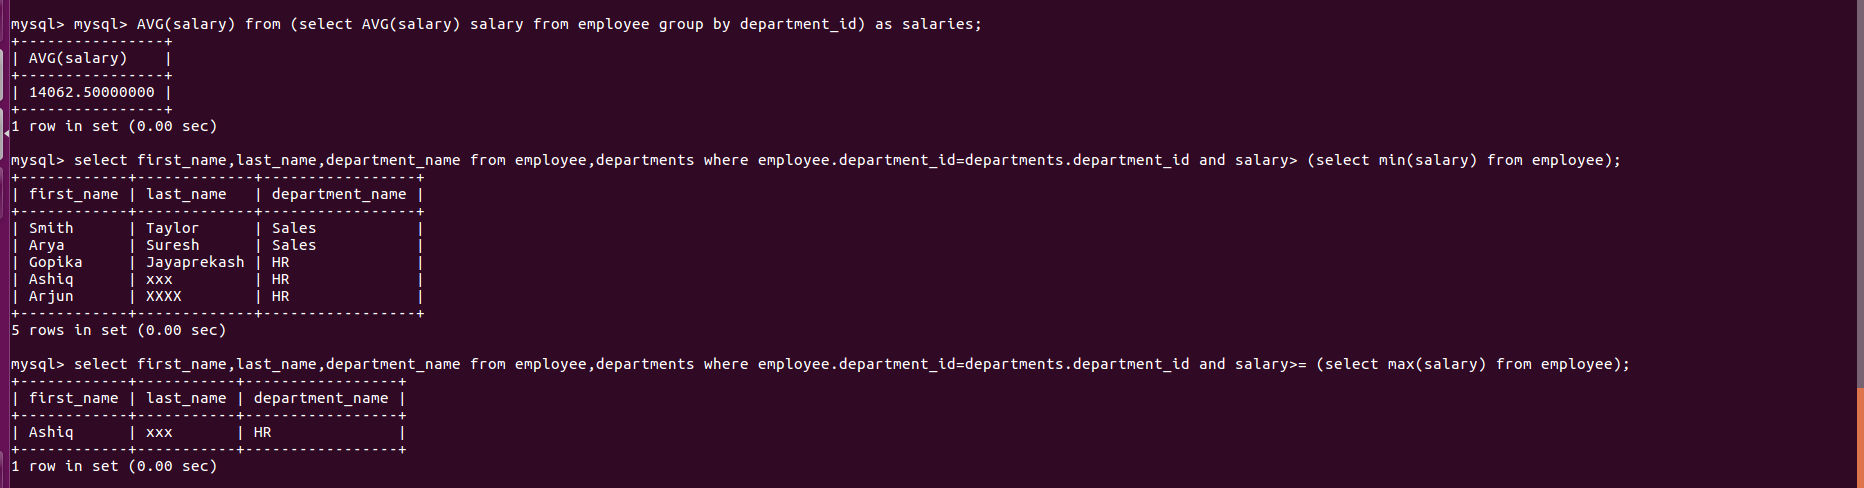 mysql> mysql> AVG(salary) from (select AVG(salary) salary from employee group by department_id) as salaries;
+----------------+
| AVG(salary)    |
+----------------+
| 14062.50000000 |
+----------------+
1 row in set (0.00 sec)
mysql> select first_name,last_name,department_name from employee,departments where employee.department_id=departments.department_id and salary> (select min(salary) from employee);
+------------+-------------+-----------------+
| first_name | last_name   | department_name |
+------------+-------------+-----------------+
| Smith      | Taylor      | Sales           |
| Arya       | Suresh      | Sales           |
| Gopika     | Jayaprekash | HR              |
| Ashiq      | xxx         | HR              |
| Arjun      | XXXX        | HR              |
+------------+-------------+-----------------+
5 rows in set (0.00 sec)
mysql> select first_name,last_name,department_name from employee,departments where employee.department_id=departments.department_id and salary>= (select max(salary) from employee);
+------------+-----------+-----------------+
| first_name | last_name | department_name |
+------------+-----------+-----------------+
| Ashiq      | xxx       | HR              |
+------------+-----------+-----------------+
1 row in set (0.00 sec)